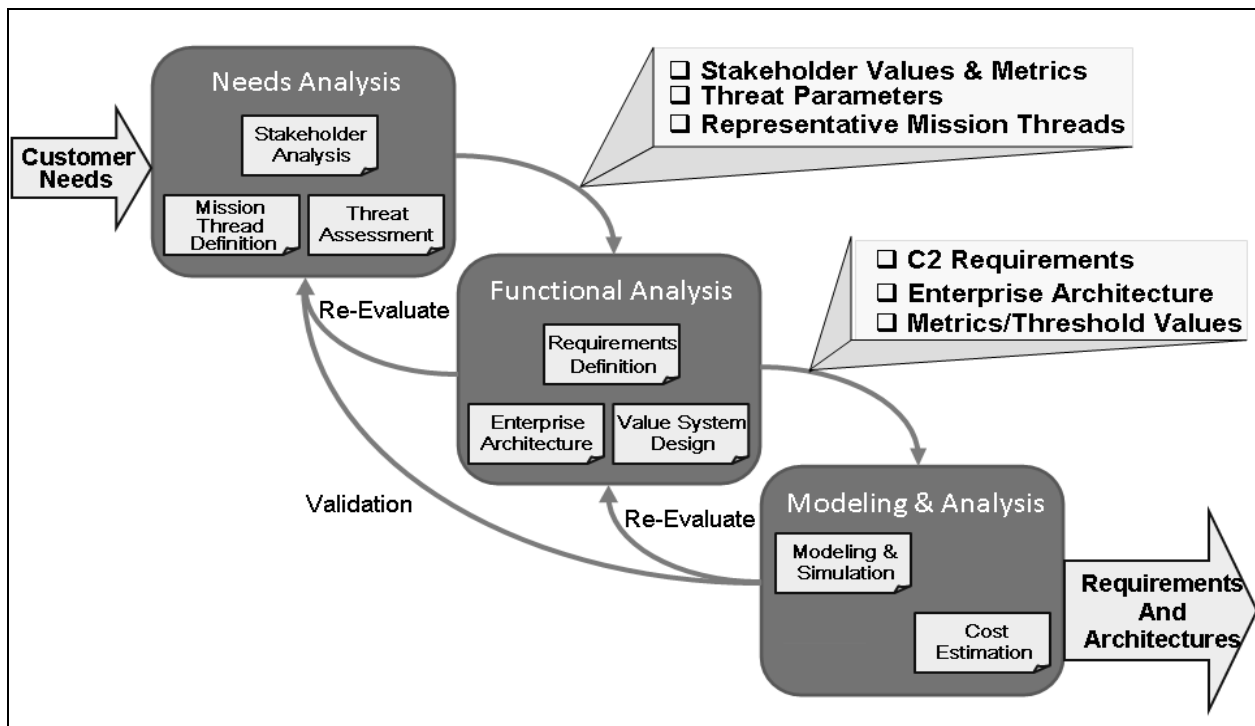 Needs Analysis
Stakeholder
Analysis
Mission
Thread
Definition
Threat
Assessment
Customer
Needs
❑ Stakeholder Values & Metrics
❑ Threat Parameters
❑ Representative Mission Threads
Re-Evaluate
Functional Analysis
Requirements
Definition
Enterprise
Architecture
Value System
Design
❑ C2 Requirements
❑ Enterprise Architecture
❑ Metrics/Threshold Values
Validation
Re-Evaluate
Modeling & Analysis
Modeling &
Simulation
Cost
Estimation
Requirements
And
Architectures